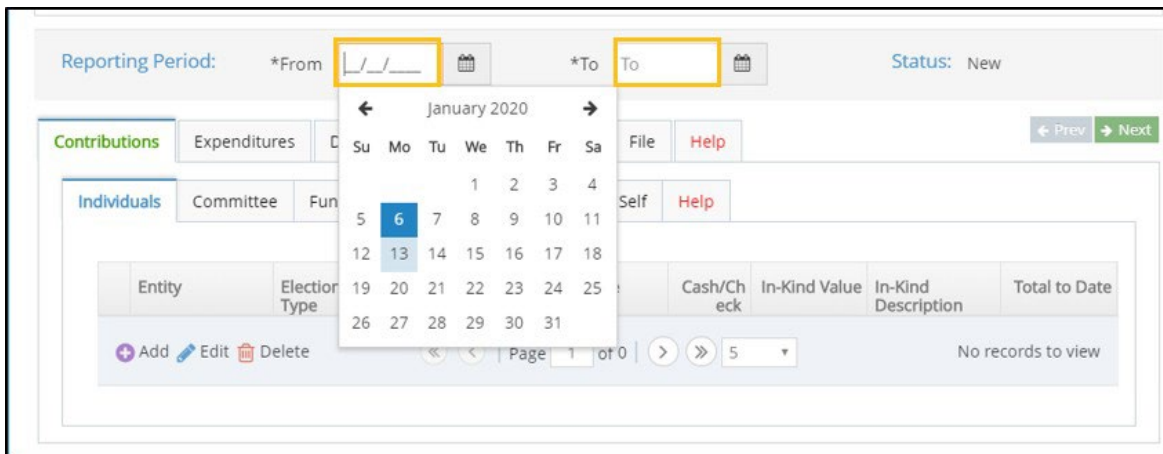 Reporting Period: *From _/_/____ *To To Status: New
January 2020
Contributions Expenditures File Help Prev Next
Su Mo Tu We Th Fr Sa
1 2 3 4
Individuals Committee Self Help
5 6 7 8 9 10 11
12 13 14 15 16 17 18
Entity Election Type Cash/Check In-Kind Value In-Kind Description Total to Date
19 20 21 22 23 24 25
26 27 28 29 30 31
Add Edit Delete Page 1 of 0 5 No records to view